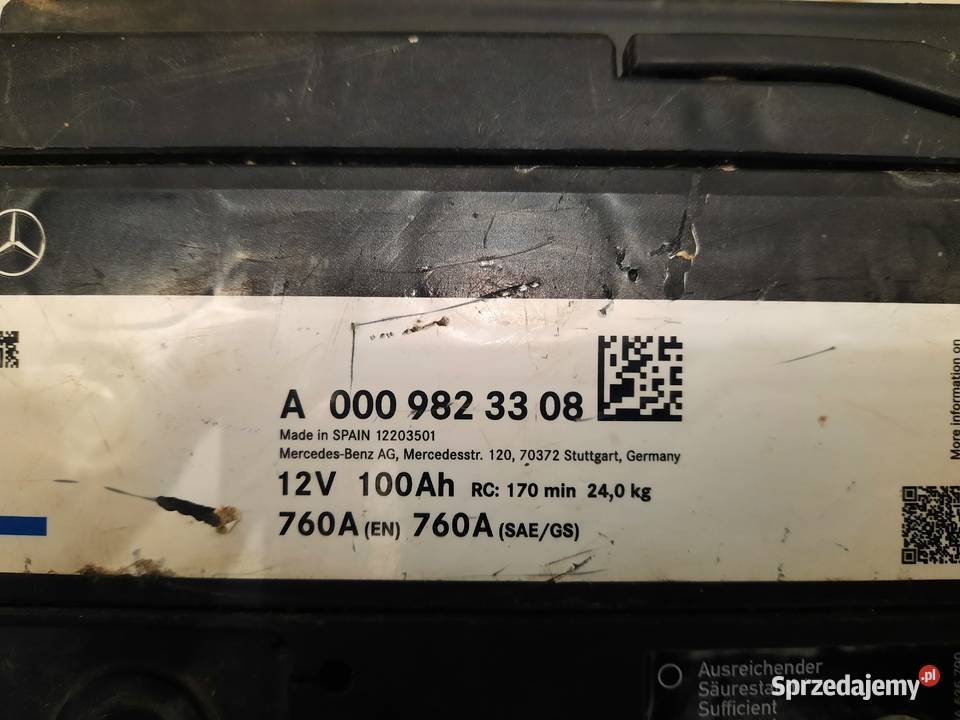 A 000 982 33 08
Made in SPAIN 12203501
Mercedes-Benz AG, Mercedesstr. 120, 70372 Stuttgart, Germany
12V 100Ah RC: 170 min 24,0 kg
760A (EN) 760A (SAE/GS)
More information on
Ausreichender
Säuresta
Sufficient
Sprzedajemy.pl